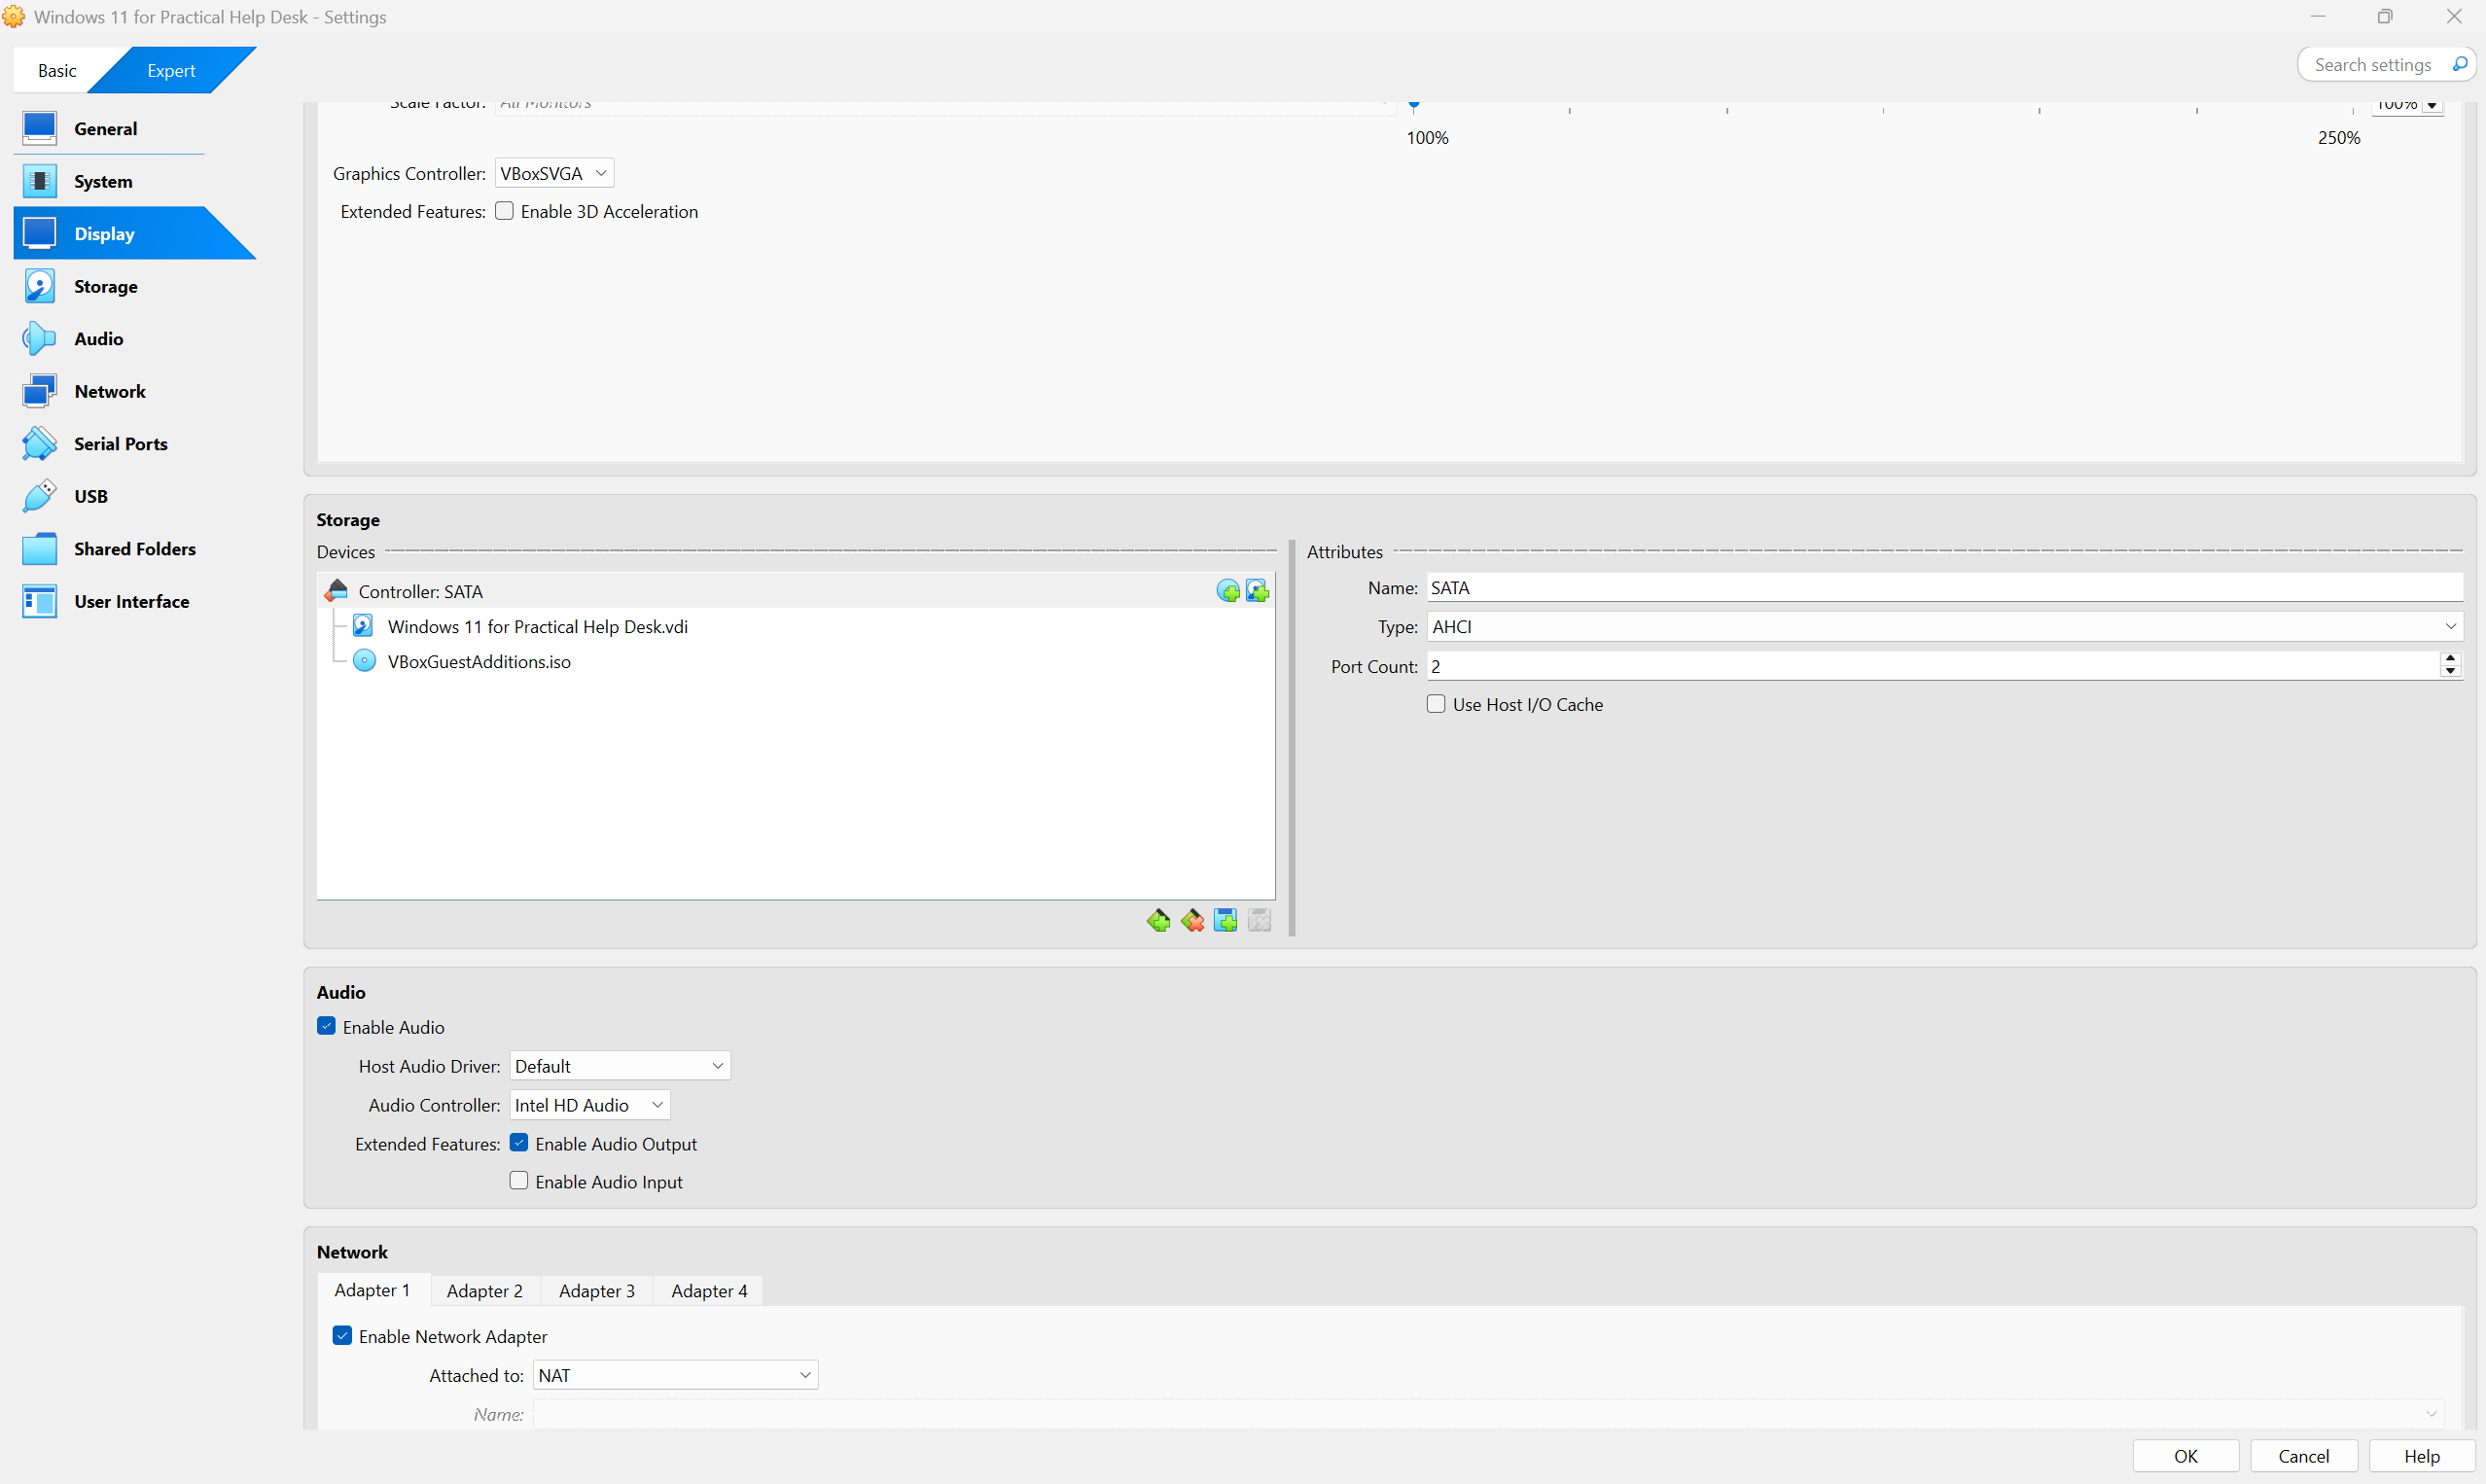 Windows 11 for Practical Help Desk - Settings
Basic
Expert
Search settings
General
System
Display
Storage
Audio
Network
Serial Ports
USB
Shared Folders
User Interface
Scale Factor: All Monitors 100%
100% 250%
Graphics Controller: VBoxSVGA
Extended Features: Enable 3D Acceleration
Storage
Devices
Controller: SATA
Windows 11 for Practical Help Desk.vdi
VBoxGuestAdditions.iso
Attributes
Name: SATA
Type: AHCI
Port Count: 2
Use Host I/O Cache
Audio
Enable Audio
Host Audio Driver: Default
Audio Controller: Intel HD Audio
Extended Features: Enable Audio Output
Enable Audio Input
Network
Adapter 1 Adapter 2 Adapter 3 Adapter 4
Enable Network Adapter
Attached to: NAT
Name:
OK Cancel Help